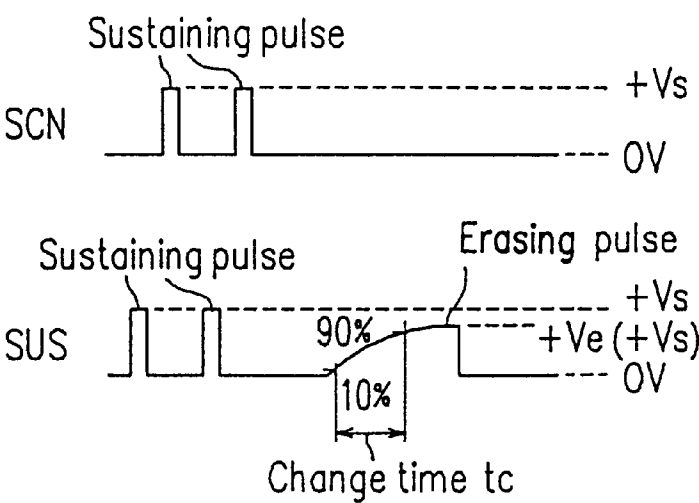 Sustaining pulse
+Vs
SCN
0V
Erasing pulse
Sustaining pulse
+Vs
90%
+Ve (+Vs)
SUS
0V
10%
Change time tc